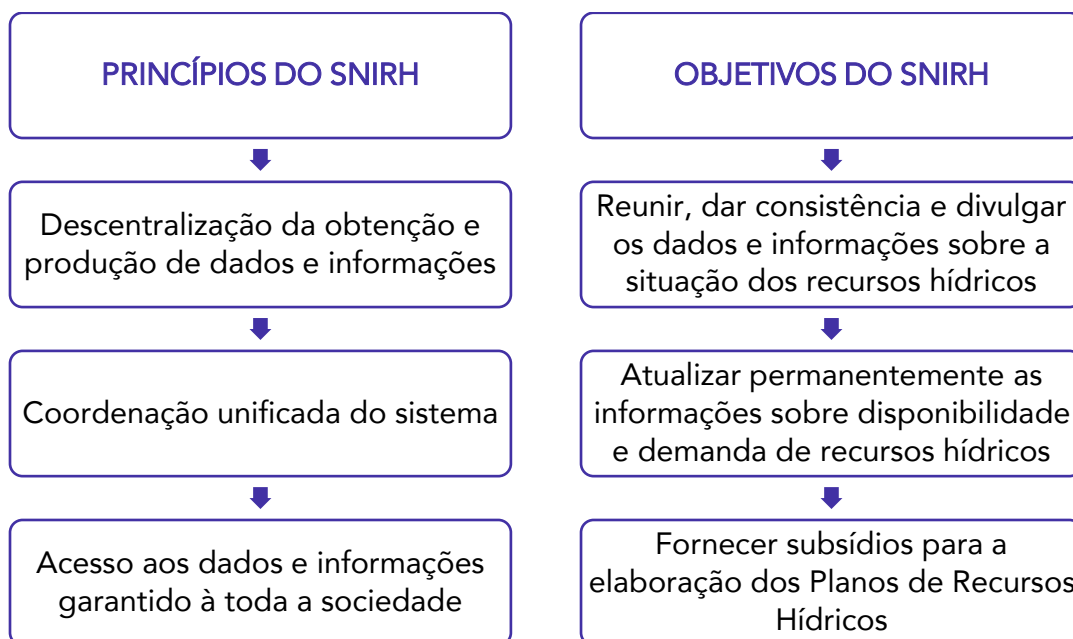 PRINCÍPIOS DO SNIRH
Descentralização da obtenção e
produção de dados e informações
Coordenação unificada do sistema
Acesso aos dados e informações
garantido à toda a sociedade
OBJETIVOS DO SNIRH
Reunir, dar consistência e divulgar
os dados e informações sobre a
situação dos recursos hídricos
Atualizar permanentemente as
informações sobre disponibilidade
e demanda de recursos hídricos
Fornecer subsídios para a
elaboração dos Planos de Recursos
Hídricos